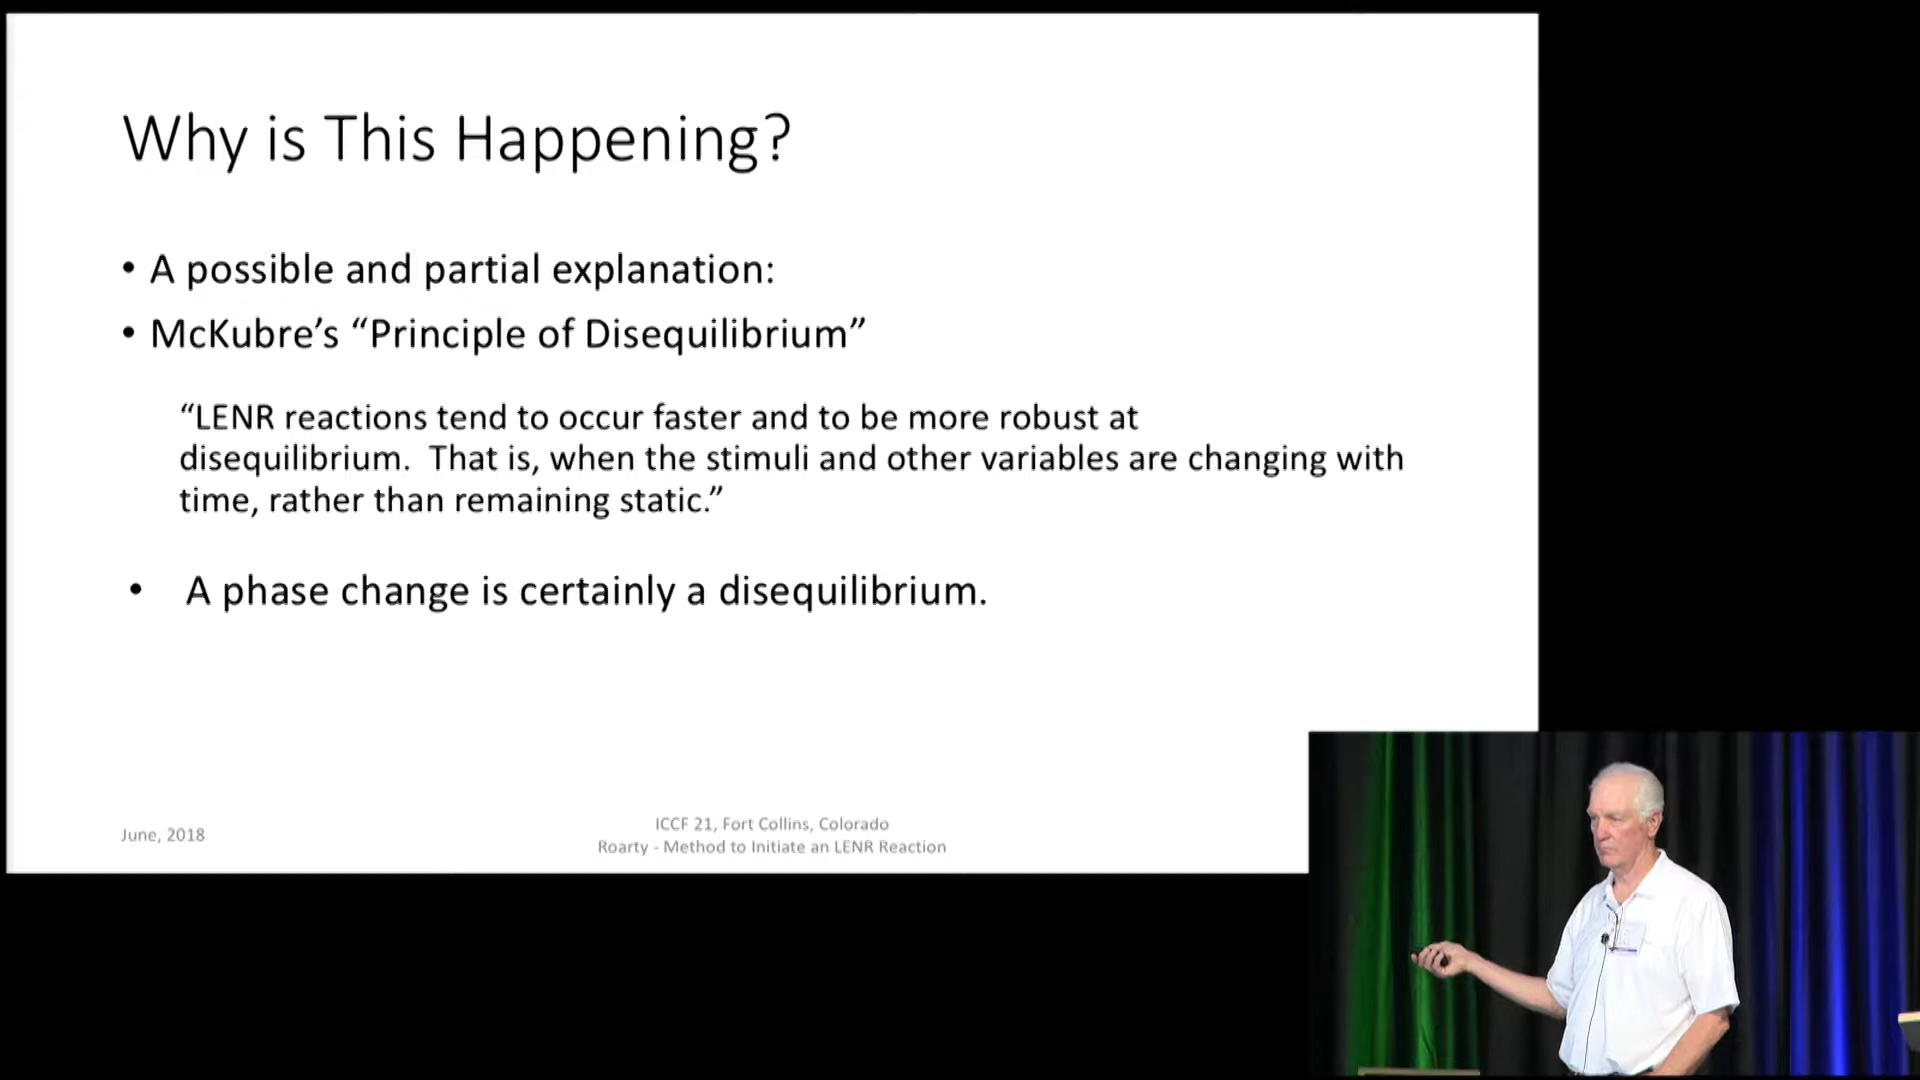 Why is This Happening?
• A possible and partial explanation:
• McKubre’s “Principle of Disequilibrium”
“LENR reactions tend to occur faster and to be more robust at
disequilibrium.  That is, when the stimuli and other variables are changing with
time, rather than remaining static.”
• A phase change is certainly a disequilibrium.
June, 2018
ICCF 21, Fort Collins, Colorado
Roarty - Method to Initiate an LENR Reaction